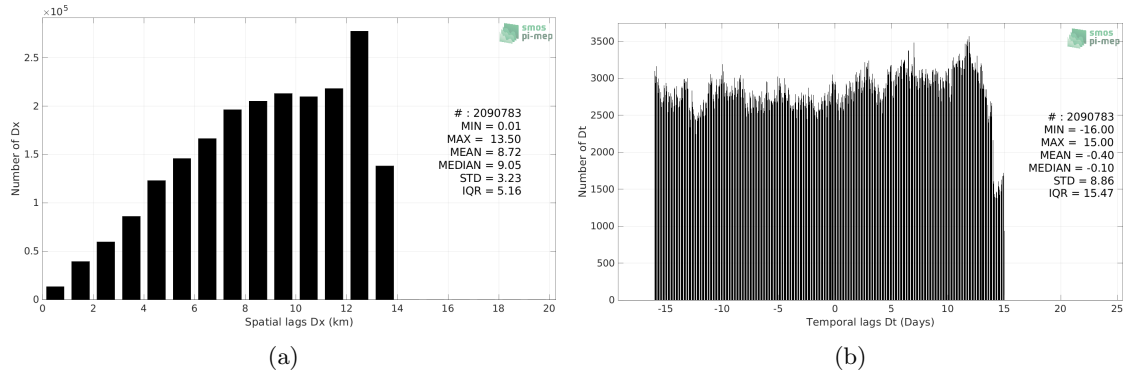 ×10⁵
2.5
2
1.5
1
0.5
0
Number of Dx
0 2 4 6 8 10 12 14 16 18 20
Spatial lags Dx (km)
smos
pi-mep
# : 2090783
MIN = 0.01
MAX = 13.50
MEAN = 8.72
MEDIAN = 9.05
STD = 3.23
IQR = 5.16
(a)
3500
3000
2500
2000
1500
1000
500
0
Number of Dt
-15 -10 -5 0 5 10 15 20 25
Temporal lags Dt (Days)
smos
pi-mep
# : 2090783
MIN = -16.00
MAX = 15.00
MEAN = -0.40
MEDIAN = -0.10
STD = 8.86
IQR = 15.47
(b)